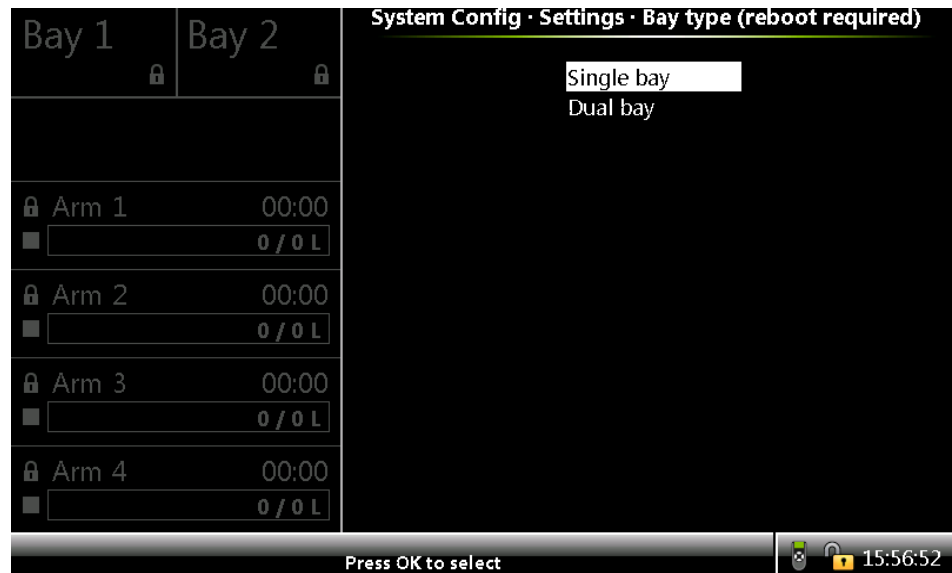 Bay 1
Bay 2
System Config · Settings · Bay type (reboot required)
Single bay
Dual bay
Arm 1 00:00
0 / 0 L
Arm 2 00:00
0 / 0 L
Arm 3 00:00
0 / 0 L
Arm 4 00:00
0 / 0 L
Press OK to select
15:56:52